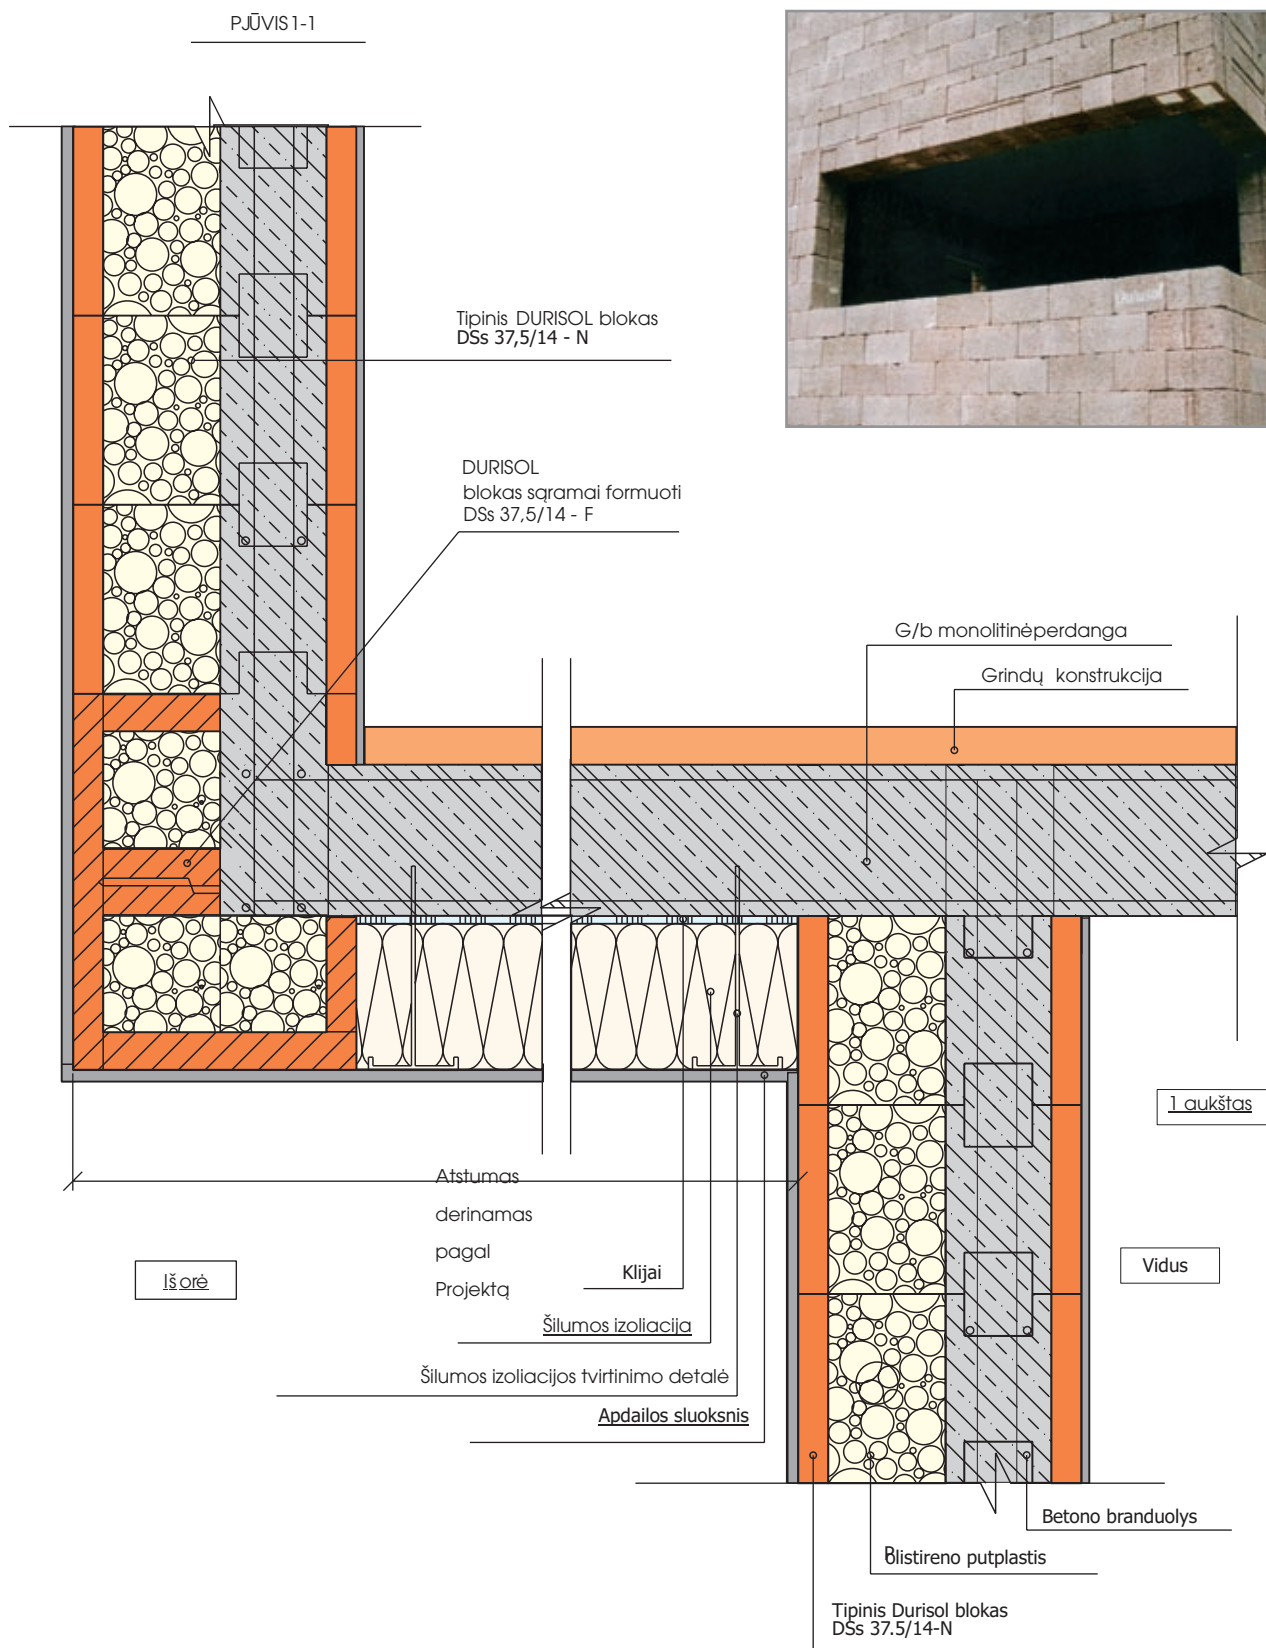 PJŪVIS 1-1
Durisol
Tipinis DURISOL blokas
DSs 37,5/14 - N
DURISOL
blokas sąramai formuoti
DSs 37,5/14 - F
G/b monolitinėperdanga
Grindų konstrukcija
1 aukštas
Atstumas
derinamas
pagal
Projektą
Išorė
Vidus
Klijai
Šilumos izoliacija
Šilumos izoliacijos tvirtinimo detalė
Apdailos sluoksnis
Betono branduolys
Polistireno putplastis
Tipinis Durisol blokas
DSs 37.5/14-N